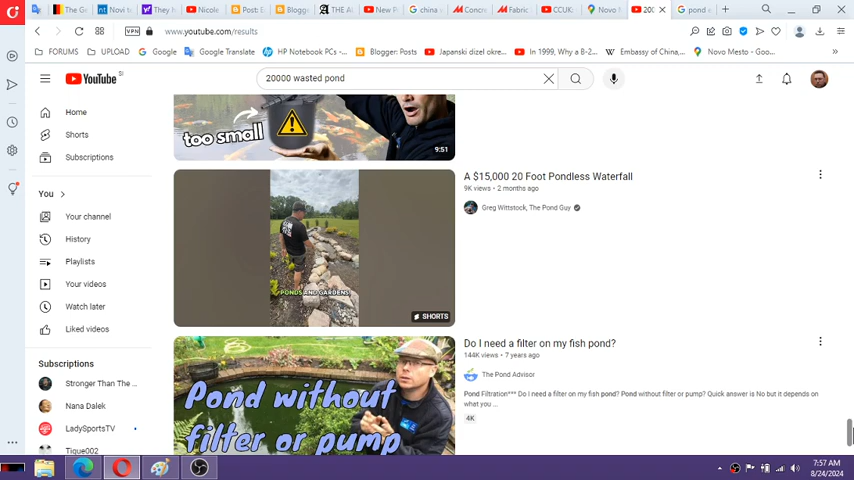 The Ge
Novi t
They h
Nicole
Post: E
Blogge
THE Al
New P
china v
Concre
Fabric
CCUK:
Novo M
200
pond a
VPN
www.youtube.com/results
FORUMS
UPLOAD
Google
Google Translate
HP Notebook PCs - ...
Blogger: Posts
Japanski dizel okre...
In 1999, Why a B-2...
Embassy of China,...
Novo Mesto - Goo...
YouTube SI
20000 wasted pond
Home
Shorts
Subscriptions
You
Your channel
History
Playlists
Your videos
Watch later
Liked videos
Subscriptions
Stronger Than The ...
Nana Dalek
LadySportsTV
Tique002
too small
9:51
PONDS AND GARDENS
SHORTS
A $15,000 20 Foot Pondless Waterfall
9K views • 2 months ago
Greg Wittstock, The Pond Guy
Pond without
filter or pump
Do I need a filter on my fish pond?
144K views • 7 years ago
The Pond Advisor
Pond Filtration*** Do I need a filter on my fish pond? Pond without filter or pump? Quick answer is No but it depends on
what you ...
4K
7:57 AM
8/24/2024